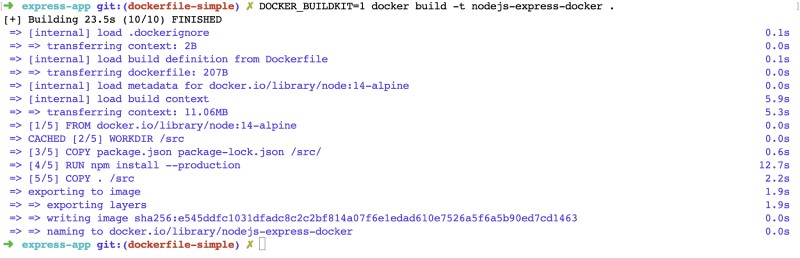 ➜ express-app git:(dockerfile-simple) ✗ DOCKER_BUILDKIT=1 docker build -t nodejs-express-docker .
[+] Building 23.5s (10/10) FINISHED
=> [internal] load .dockerignore 0.1s
=> => transferring context: 2B 0.0s
=> [internal] load build definition from Dockerfile 0.1s
=> => transferring dockerfile: 207B 0.0s
=> [internal] load metadata for docker.io/library/node:14-alpine 0.0s
=> [internal] load build context 5.9s
=> => transferring context: 11.06MB 5.3s
=> [1/5] FROM docker.io/library/node:14-alpine 0.0s
=> CACHED [2/5] WORKDIR /src 0.0s
=> [3/5] COPY package.json package-lock.json /src/ 0.6s
=> [4/5] RUN npm install --production 12.7s
=> [5/5] COPY . /src 2.2s
=> exporting to image 1.9s
=> => exporting layers 1.9s
=> => writing image sha256:e545ddfc1031dfadc8c2c2bf814a07f6e1edad610e7526a5f6a5b90ed7cd1463 0.0s
=> => naming to docker.io/library/nodejs-express-docker 0.0s
➜ express-app git:(dockerfile-simple) ✗